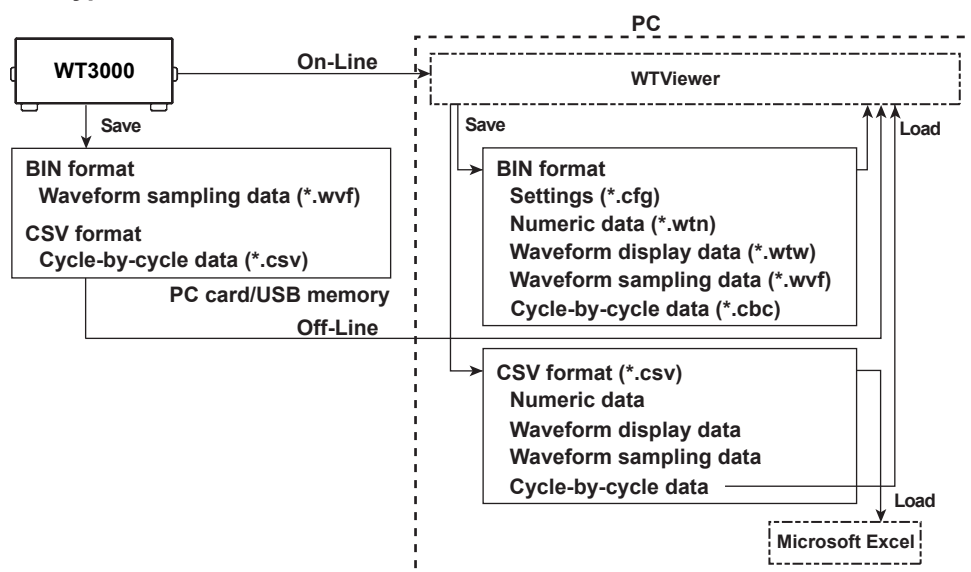 PC
WT3000
On-Line
WTViewer
Save
Save
Load
BIN format
Waveform sampling data (*.wvf)
CSV format
Cycle-by-cycle data (*.csv)
PC card/USB memory
Off-Line
BIN format
Settings (*.cfg)
Numeric data (*.wtn)
Waveform display data (*.wtw)
Waveform sampling data (*.wvf)
Cycle-by-cycle data (*.cbc)
CSV format (*.csv)
Numeric data
Waveform display data
Waveform sampling data
Cycle-by-cycle data
Load
Microsoft Excel